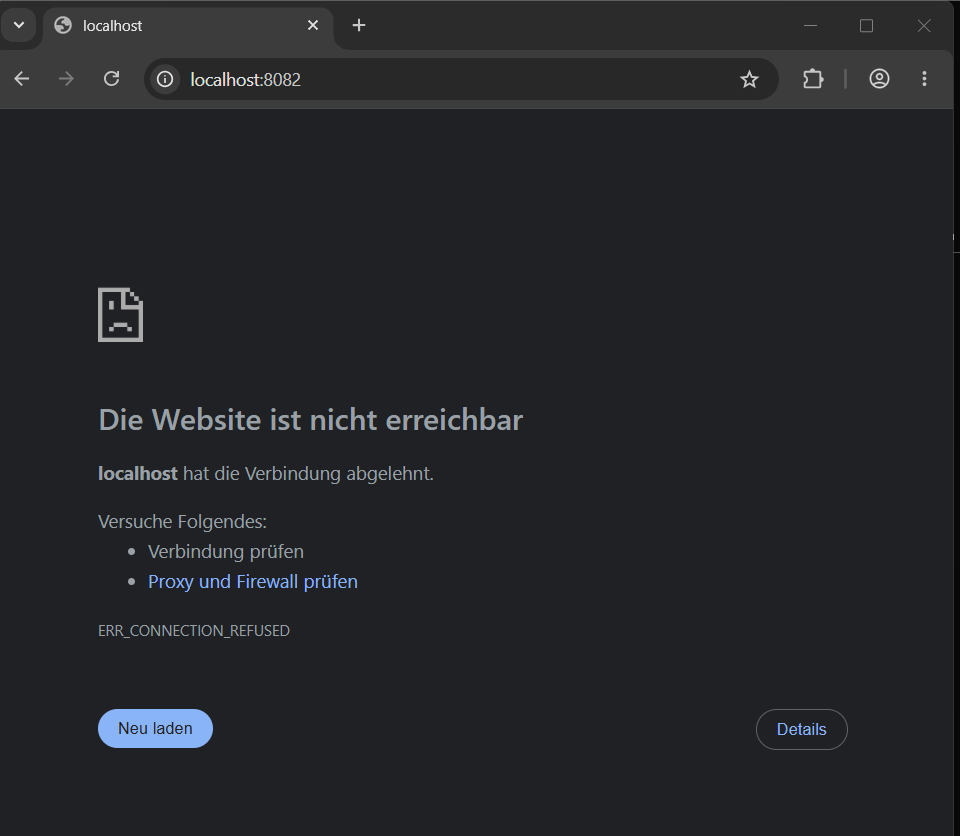 localhost
localhost:8082
Die Website ist nicht erreichbar
localhost hat die Verbindung abgelehnt.
Versuche Folgendes:
Verbindung prüfen
Proxy und Firewall prüfen
ERR_CONNECTION_REFUSED
Neu laden
Details